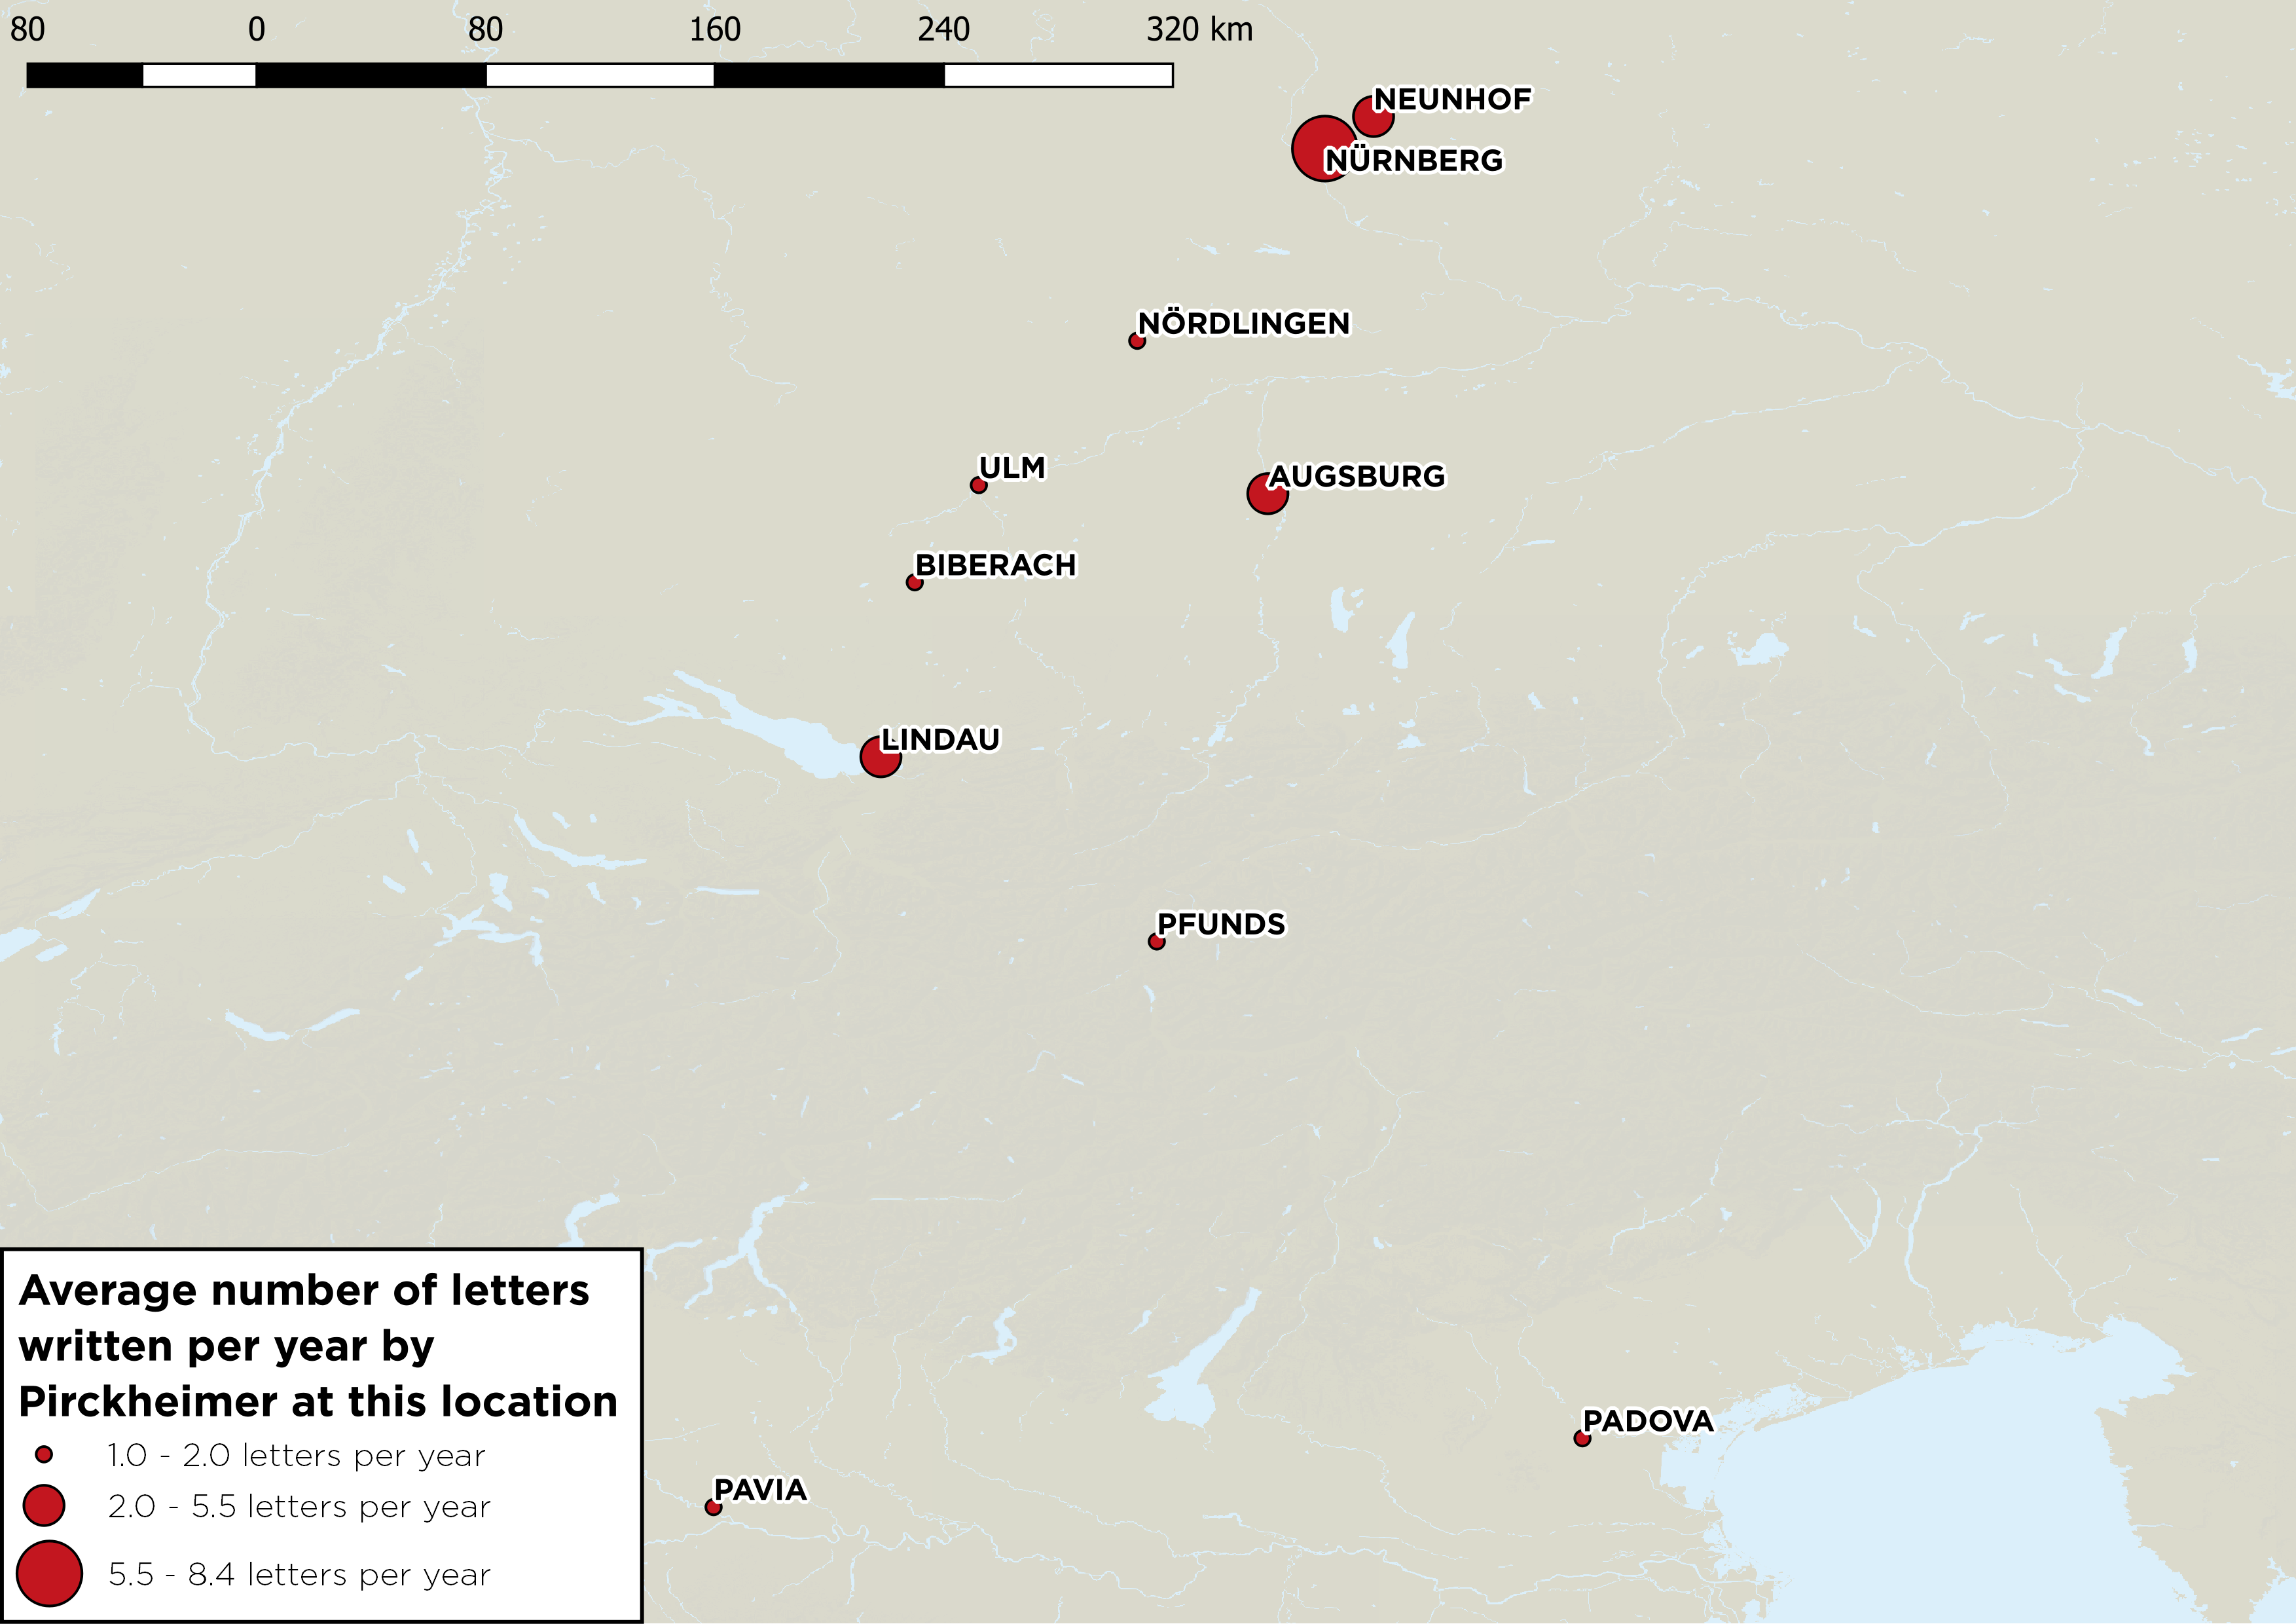 80 0 80 160 240 320 km
NEUNHOF
NÜRNBERG
NÖRDLINGEN
ULM
AUGSBURG
BIBERACH
LINDAU
PFUNDS
PADOVA
PAVIA
Average number of letters
written per year by
Pirckheimer at this location
1.0 - 2.0 letters per year
2.0 - 5.5 letters per year
5.5 - 8.4 letters per year